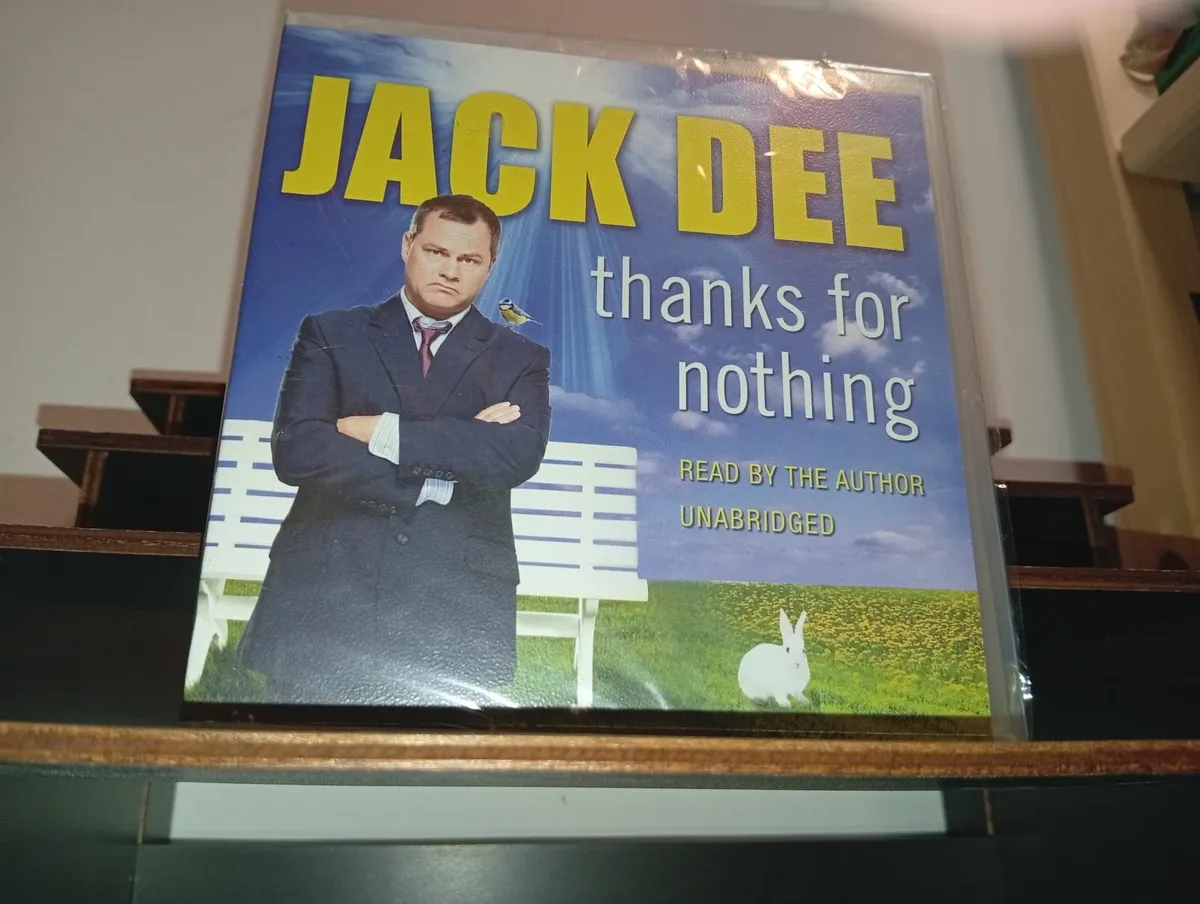 JACK DEE
thanks for
nothing
READ BY THE AUTHOR
UNABRIDGED